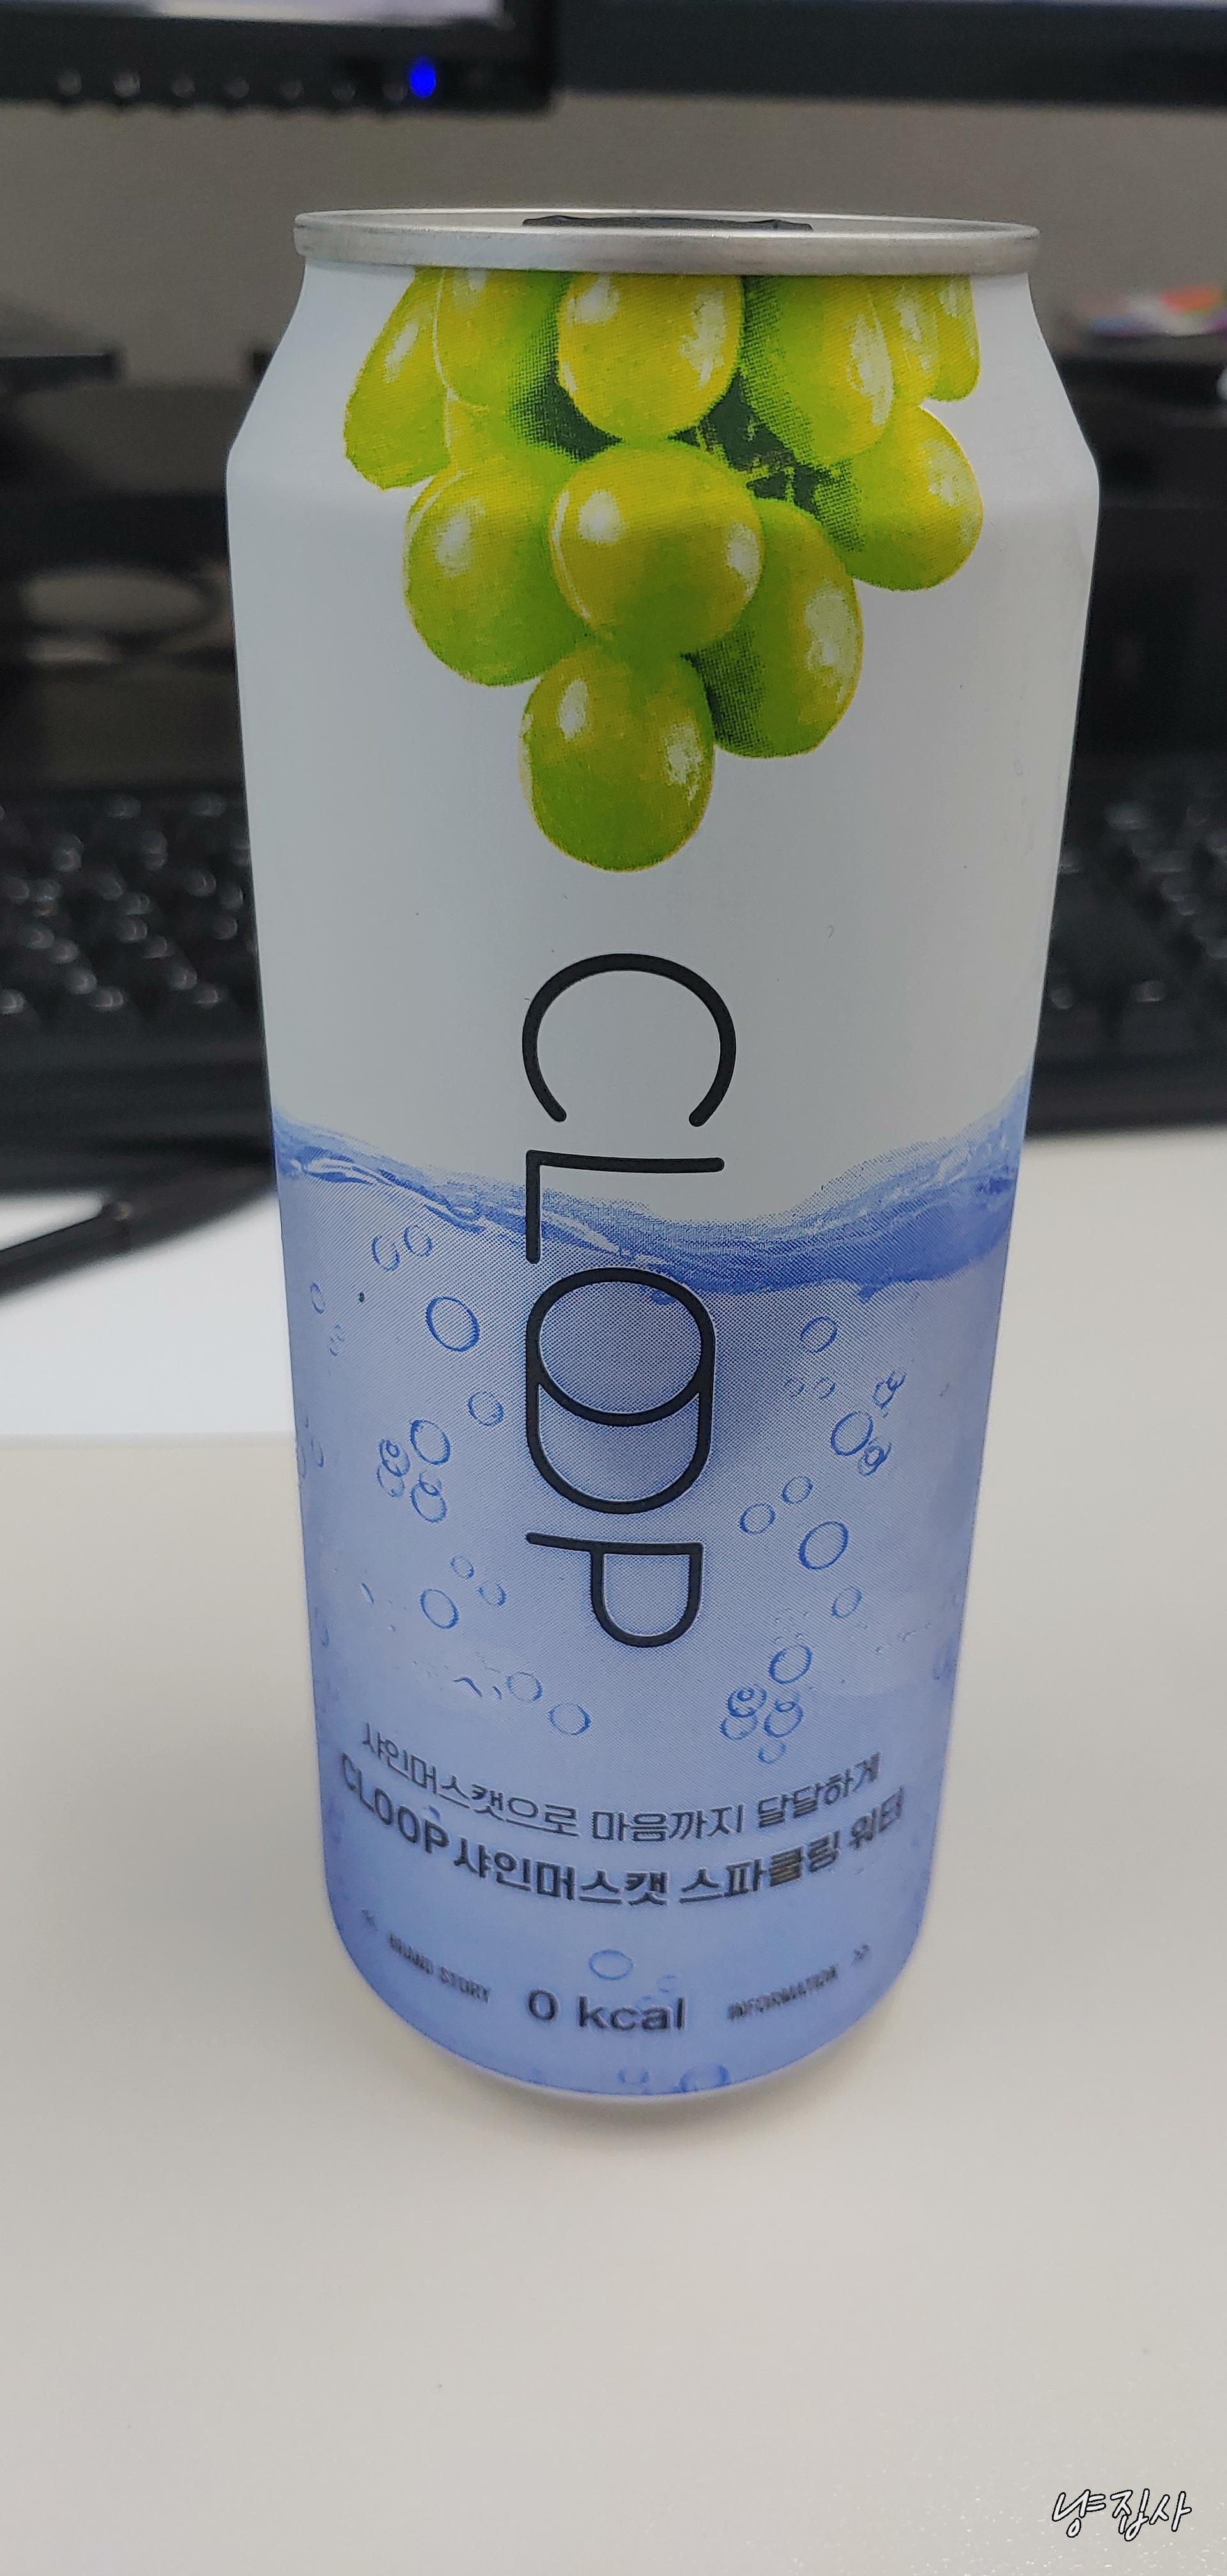 CLOOP
샤인머스캣으로 마음까지 달달하게
CLOOP 샤인머스캣 스파클링 워터
« BRAND STORY
0 kcal
INFORMATION »
냥집사